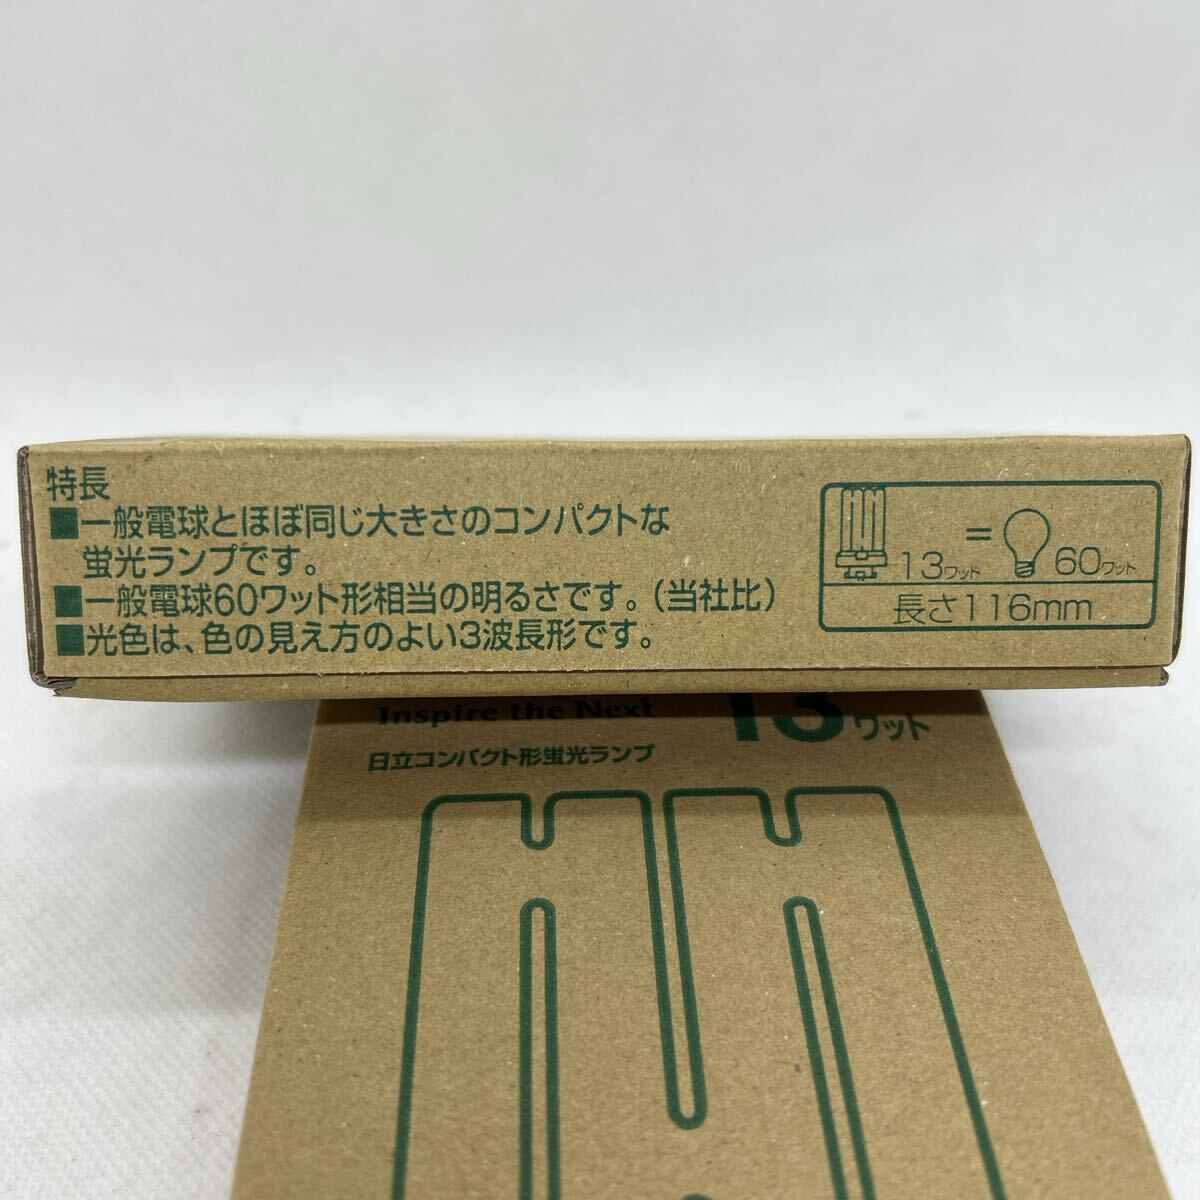 特長
■一般電球とほぼ同じ大きさのコンパクトな
蛍光ランプです。
■一般電球60ワット形相当の明るさです。(当社比)
■光色は、色の見え方のよい3波長形です。
13ワット = 60ワット
長さ116mm
Inspire the Next
13ワット
日立コンパクト形蛍光ランプ